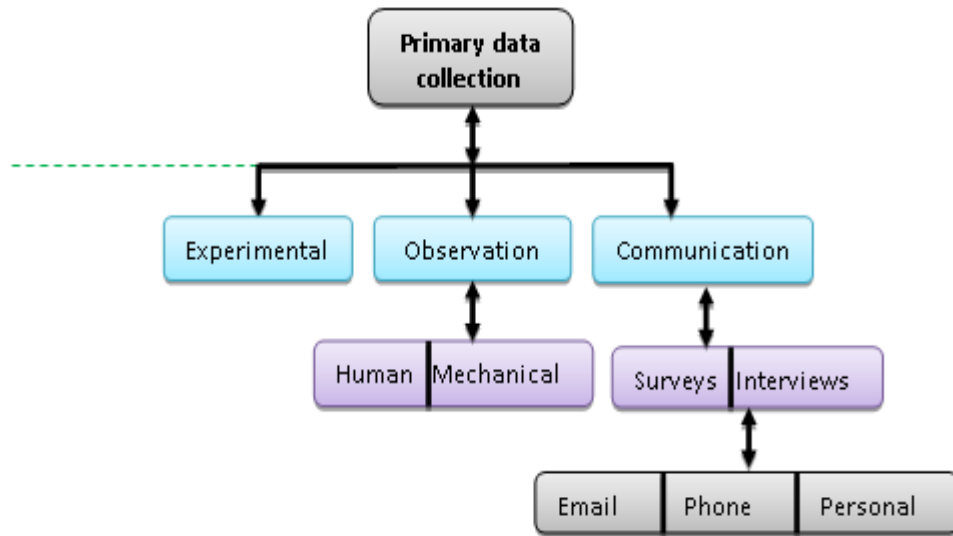 Primary data
collection
Experimental
Observation
Communication
Human
Mechanical
Surveys
Interviews
Email
Phone
Personal